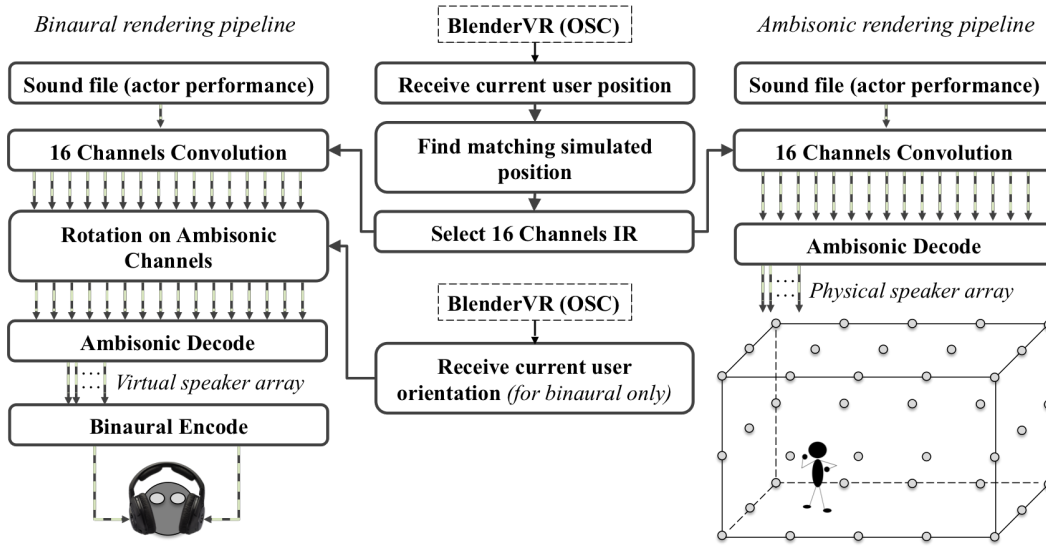 Binaural rendering pipeline
Sound file (actor performance)
16 Channels Convolution
Rotation on Ambisonic
Channels
Ambisonic Decode
Virtual speaker array
Binaural Encode
BlenderVR (OSC)
Receive current user position
Find matching simulated
position
Select 16 Channels IR
BlenderVR (OSC)
Receive current user
orientation (for binaural only)
Ambisonic rendering pipeline
Sound file (actor performance)
16 Channels Convolution
Ambisonic Decode
Physical speaker array